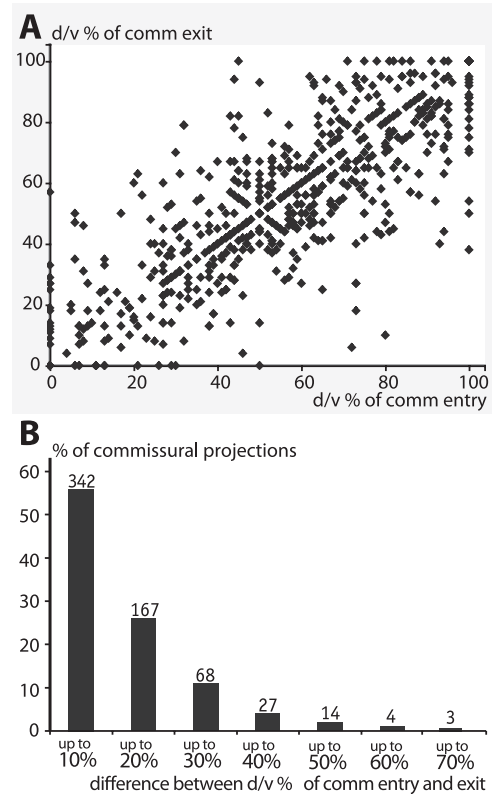 A
d/v % of comm exit
100
80
60
40
20
0
0 20 40 60 80 100
d/v % of comm entry
B
% of commissural projections
60
50
40
30
20
10
0
342
167
68
27
14
4
3
up to up to up to up to up to up to up to
10% 20% 30% 40% 50% 60% 70%
difference between d/v % of comm entry and exit